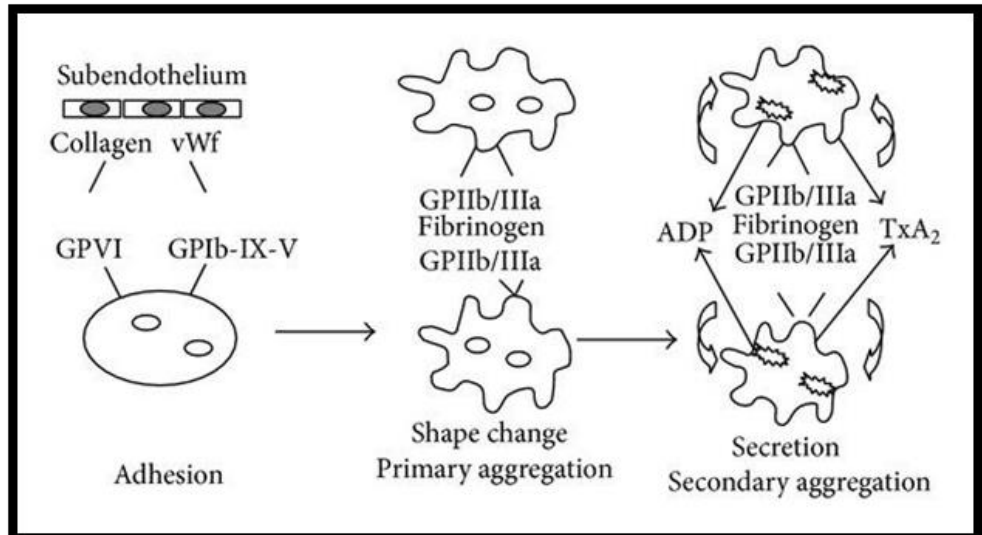 Subendothelium
Collagen vWf
GPVI GPIb-IX-V
Adhesion
GPIIb/IIIa
Fibrinogen
GPIIb/IIIa
Shape change
Primary aggregation
GPIIb/IIIa
ADP Fibrinogen TxA₂
GPIIb/IIIa
Secretion
Secondary aggregation